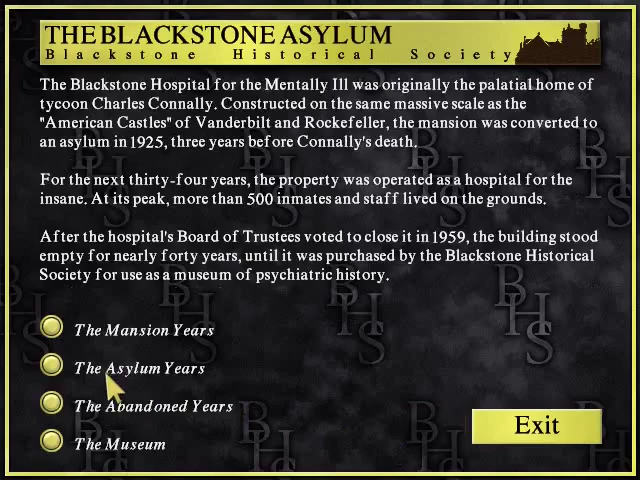 THE BLACKSTONE ASYLUM
Blackstone Historical Society
The Blackstone Hospital for the Mentally Ill was originally the palatial home of
tycoon Charles Connally. Constructed on the same massive scale as the
"American Castles" of Vanderbilt and Rockefeller, the mansion was converted to
an asylum in 1925, three years before Connally's death.
For the next thirty-four years, the property was operated as a hospital for the
insane. At its peak, more than 500 inmates and staff lived on the grounds.
After the hospital's Board of Trustees voted to close it in 1959, the building stood
empty for nearly forty years, until it was purchased by the Blackstone Historical
Society for use as a museum of psychiatric history.
The Mansion Years
The Asylum Years
The Abandoned Years
The Museum
Exit